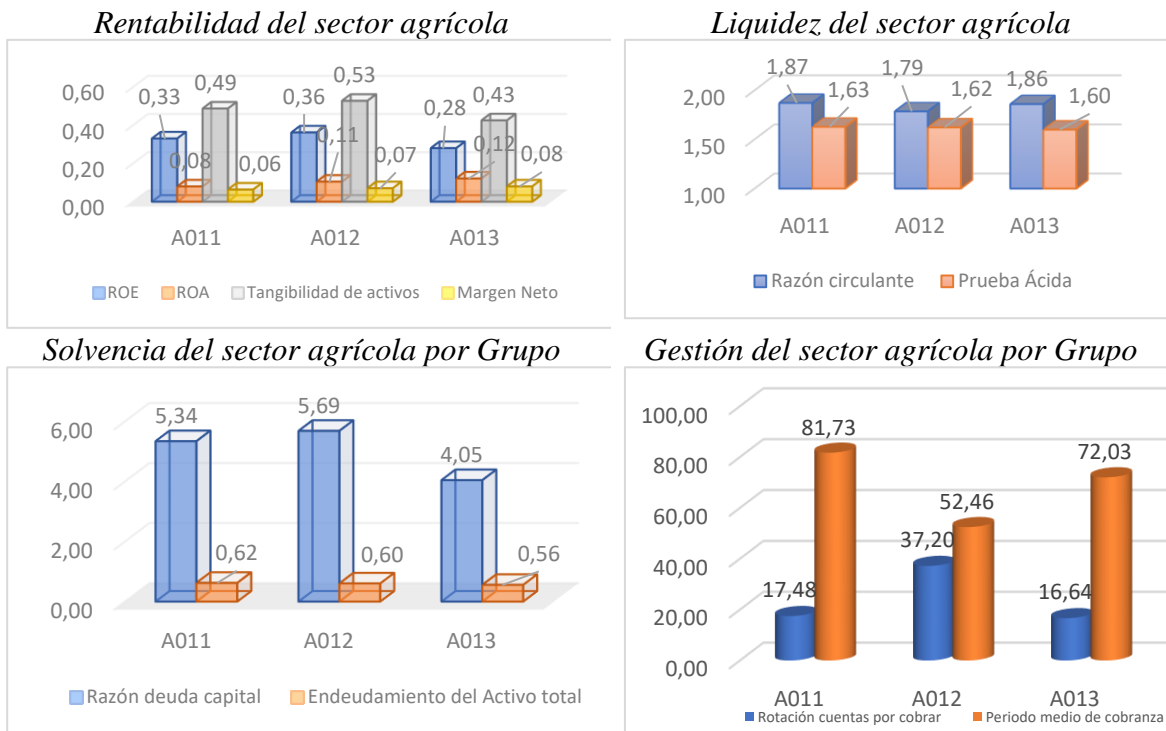 Rentabilidad del sector agrícola
0,60
0,40
0,20
0,00
0,33
0,08
0,49
0,06
0,36
0,11
0,53
0,07
0,28
0,12
0,43
0,08
A011
A012
A013
ROE ROA Tangibilidad de activos Margen Neto
Liquidez del sector agrícola
2,00
1,50
1,00
1,87
1,63
1,79
1,62
1,86
1,60
A011
A012
A013
Razón circulante Prueba Ácida
Solvencia del sector agrícola por Grupo
6,00
4,00
2,00
0,00
5,34
0,62
5,69
0,60
4,05
0,56
A011
A012
A013
Razón deuda capital Endeudamiento del Activo total
Gestión del sector agrícola por Grupo
100,00
80,00
60,00
40,00
20,00
0,00
17,48
81,73
37,20
52,46
16,64
72,03
A011
A012
A013
Rotación cuentas por cobrar Periodo medio de cobranza